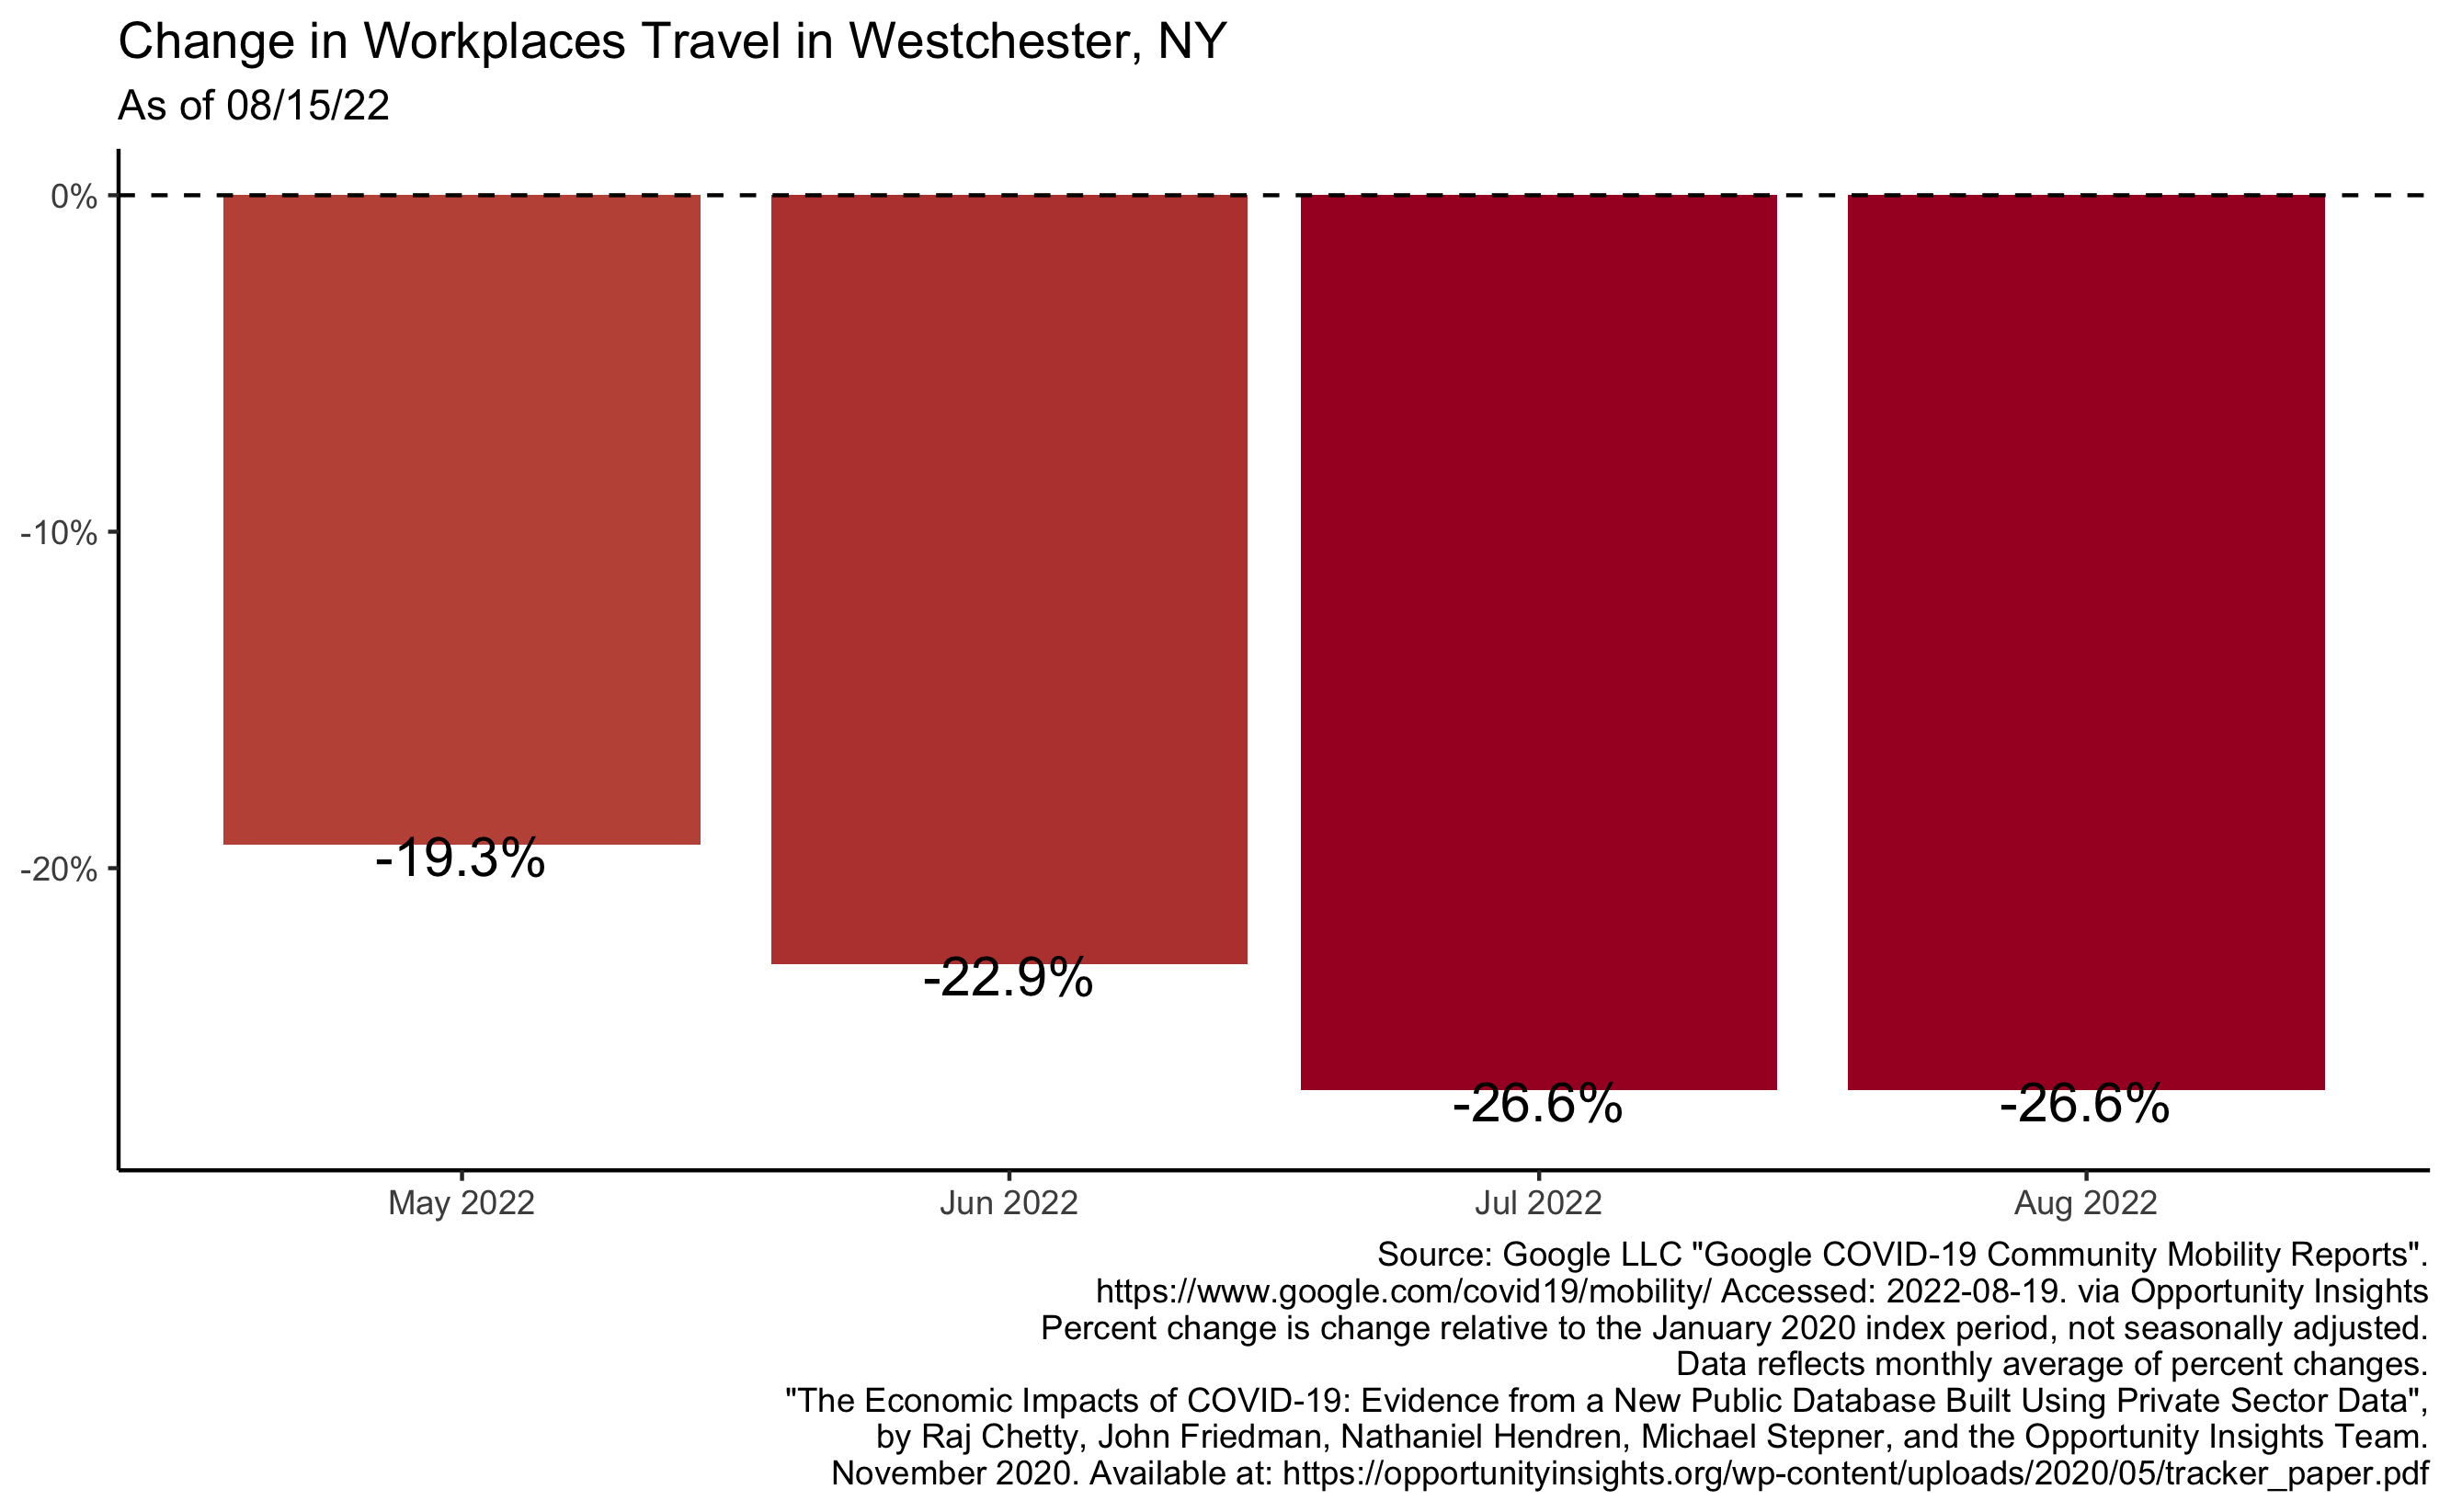 Change in Workplaces Travel in Westchester, NY
As of 08/15/22
0%
-10%
-20%
-19.3%
-22.9%
-26.6%
-26.6%
May 2022
Jun 2022
Jul 2022
Aug 2022
Source: Google LLC "Google COVID-19 Community Mobility Reports".
https://www.google.com/covid19/mobility/ Accessed: 2022-08-19. via Opportunity Insights
Percent change is change relative to the January 2020 index period, not seasonally adjusted.
Data reflects monthly average of percent changes.
"The Economic Impacts of COVID-19: Evidence from a New Public Database Built Using Private Sector Data",
by Raj Chetty, John Friedman, Nathaniel Hendren, Michael Stepner, and the Opportunity Insights Team.
November 2020. Available at: https://opportunityinsights.org/wp-content/uploads/2020/05/tracker_paper.pdf